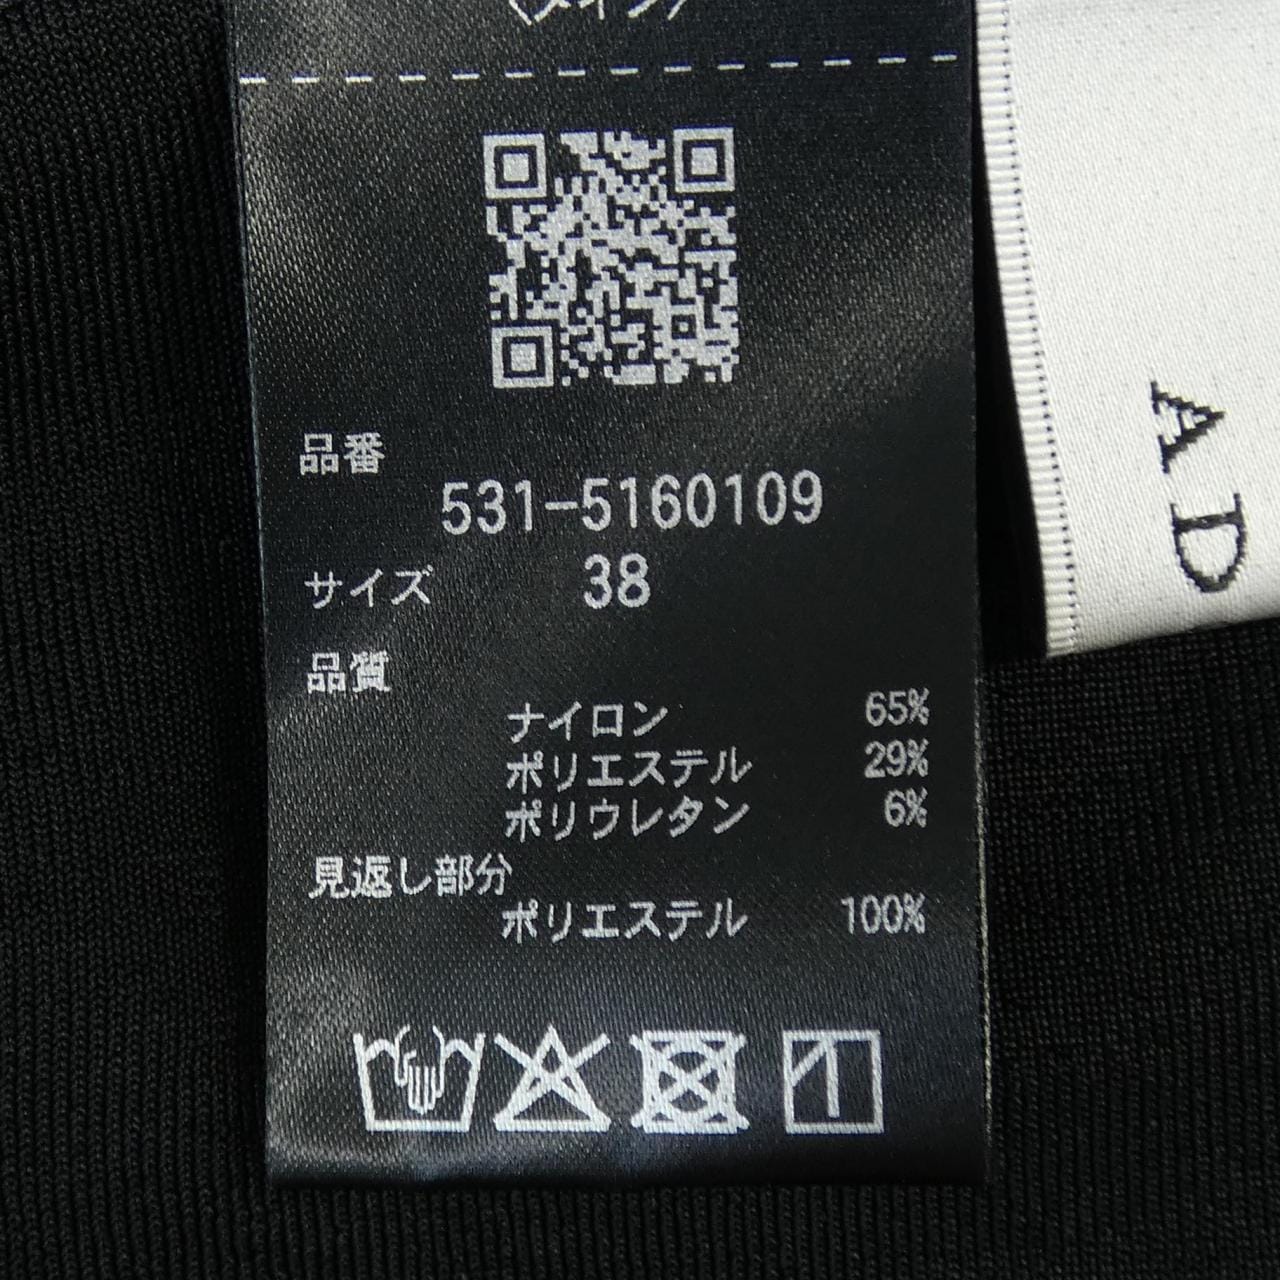 品番
531-5160109
サイズ 38
品質
ナイロン 65%
ポリエステル 29%
ポリウレタン 6%
見返し部分
ポリエステル 100%
A D